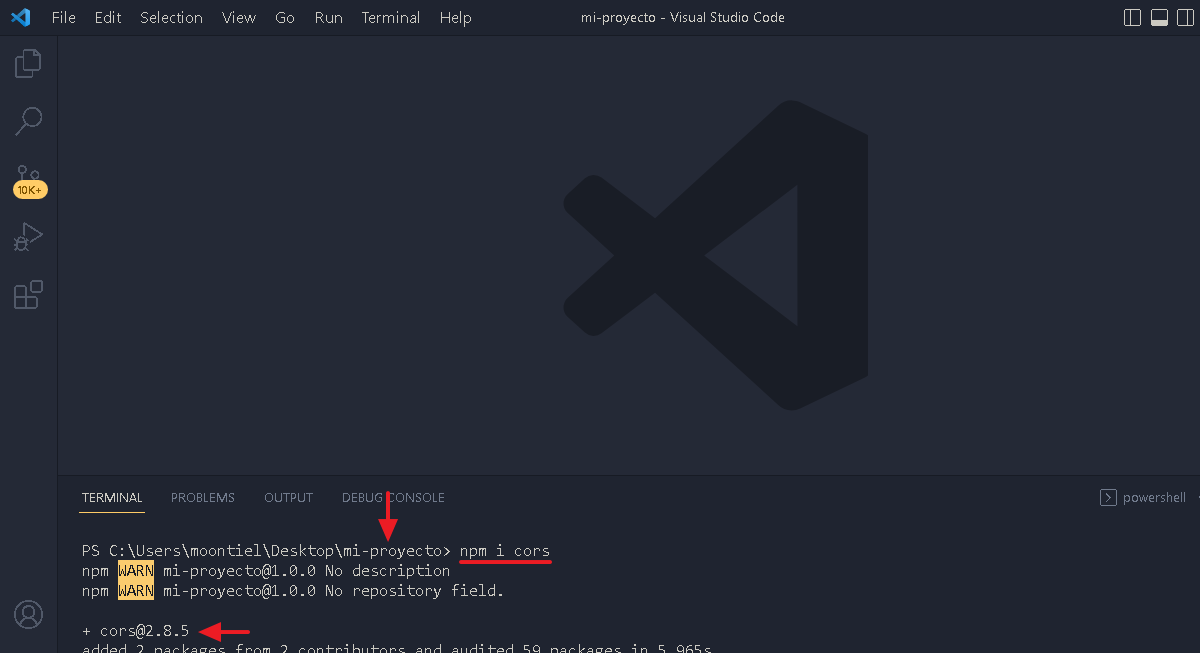 File Edit Selection View Go Run Terminal Help mi-proyecto - Visual Studio Code
10K+
TERMINAL PROBLEMS OUTPUT DEBUG CONSOLE powershell
PS C:\Users\moontiel\Desktop\mi-proyecto> npm i cors
npm WARN mi-proyecto@1.0.0 No description
npm WARN mi-proyecto@1.0.0 No repository field.
+ cors@2.8.5
added 2 packages from 2 contributors and audited 59 packages in 5.965s